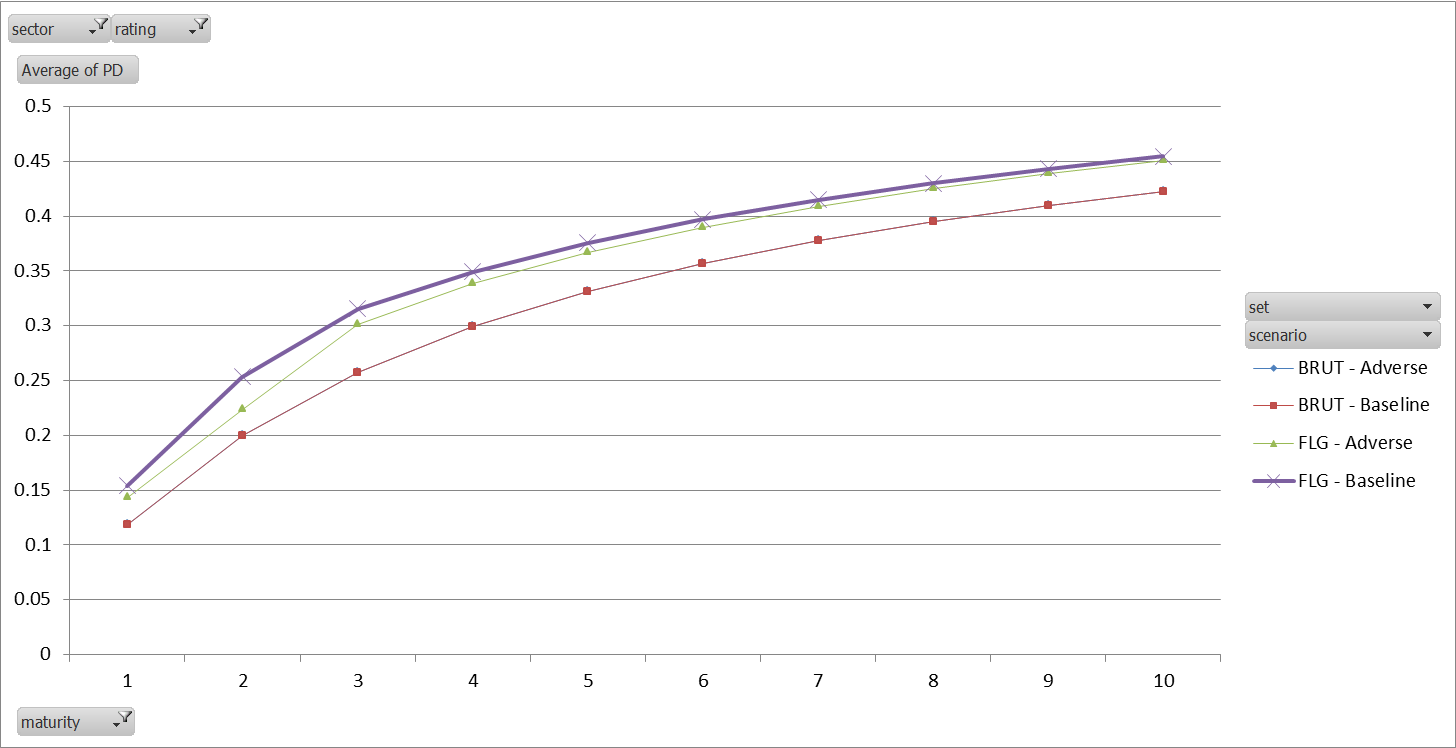 sector rating
Average of PD
0.5
0.45
0.4
0.35
0.3
0.25
0.2
0.15
0.1
0.05
0
1 2 3 4 5 6 7 8 9 10
maturity
set
scenario
BRUT - Adverse
BRUT - Baseline
FLG - Adverse
FLG - Baseline